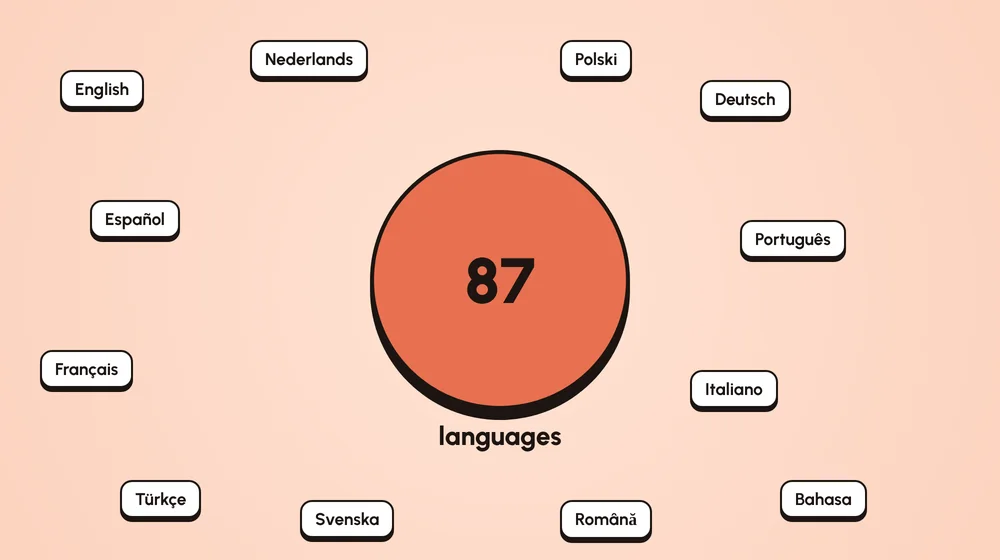 Nederlands
Polski
English
Deutsch
Español
Português
87
Français
Italiano
languages
Türkçe
Bahasa
Svenska
Română